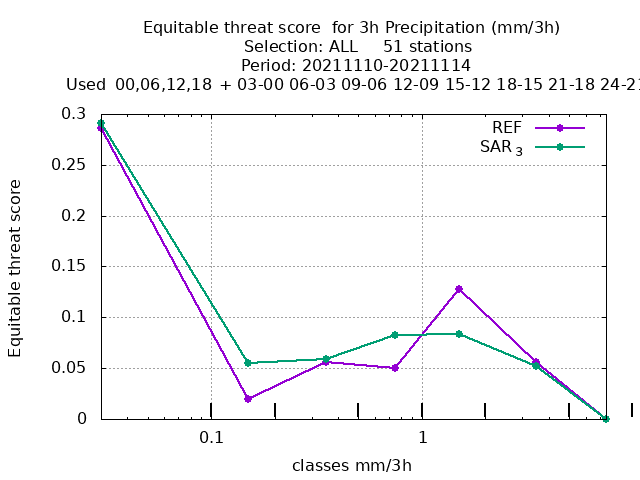 Equitable threat score  for 3h Precipitation (mm/3h)
Selection: ALL     51 stations
Period: 20211110-20211114
Used  00,06,12,18  + 03-00 06-03 09-06 12-09  15-12  18-15  21-18  24-21
0.3
REF
SAR 3
0.25
0.2
0.15
0.1
0.05
0
Equitable threat score
0.1
1
classes mm/3h